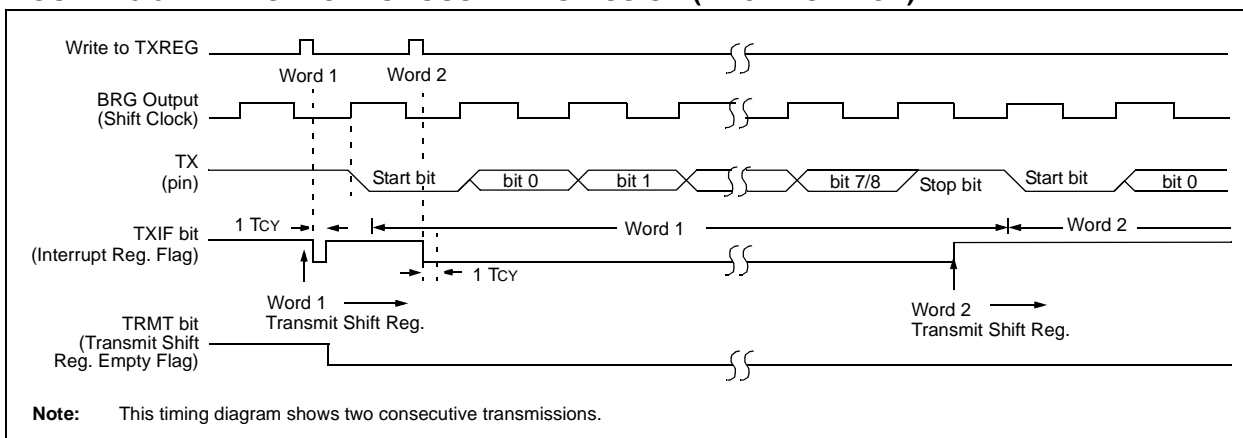 Write to TXREG
Word 1
Word 2
BRG Output
(Shift Clock)
TX
(pin)
Start bit
bit 0
bit 1
bit 7/8
Stop bit
Start bit
bit 0
1 TCY
Word 1
Word 2
TXIF bit
(Interrupt Reg. Flag)
1 TCY
Word 1
Transmit Shift Reg.
Word 2
Transmit Shift Reg.
TRMT bit
(Transmit Shift
Reg. Empty Flag)
Note: This timing diagram shows two consecutive transmissions.